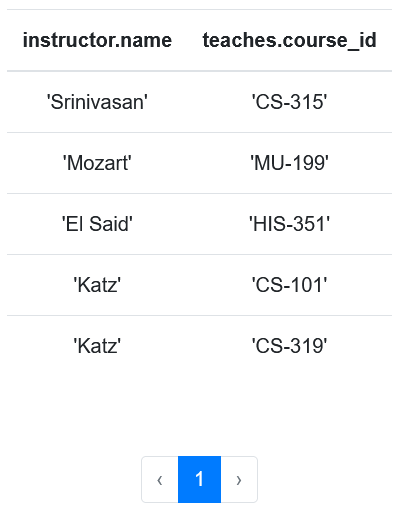 instructor.name teaches.course_id
'Srinivasan' 'CS-315'
'Mozart' 'MU-199'
'El Said' 'HIS-351'
'Katz' 'CS-101'
'Katz' 'CS-319'
‹ 1 ›